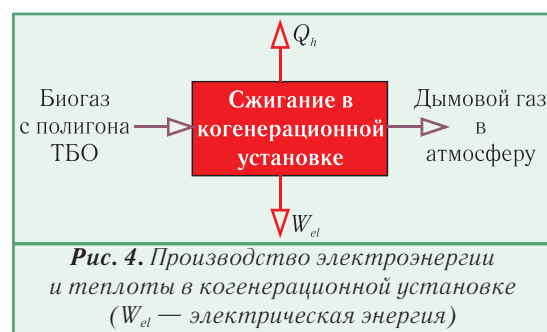 Q_h
Биогаз
с полигона
ТБО
Сжигание в
когенерационной
установке
Дымовой газ
в
атмосферу
W_el
Рис. 4. Производство электроэнергии
и теплоты в когенерационной установке
(W_el — электрическая энергия)